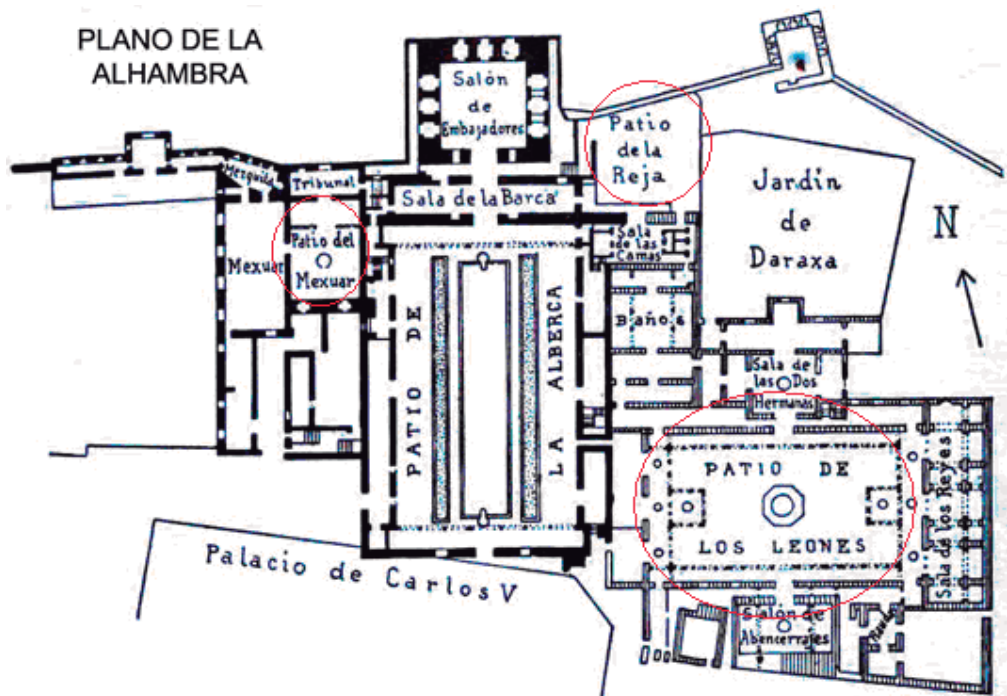 PLANO DE LA
ALHAMBRA
Salón
de
Embajadores
Patio
de la
Reja
Mezquita
Tribunal
Sala de la Barca
Jardín
de
Daraxa
N
Sala
de las
Camas
Patio del
Mexuar
Mexuar
Baños
PATIO DE
LA ALBERCA
Sala de
las Dos
Hermanas
PATIO DE
LOS LEONES
Sala de los Reyes
Palacio de Carlos V
Salón de
Abencerrajes